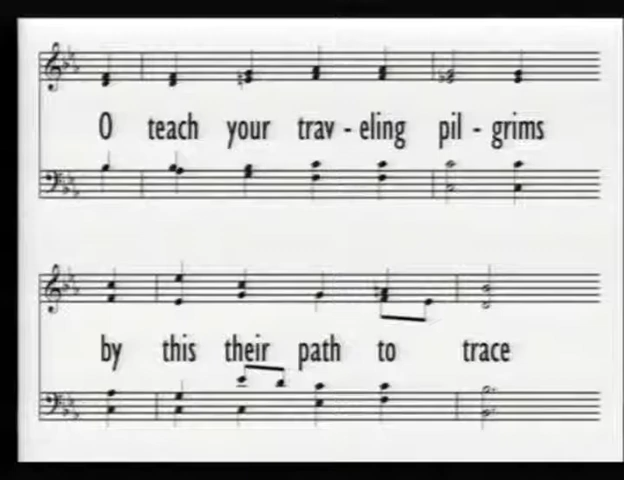 O teach your trav - eling pil - grims
by this their path to trace